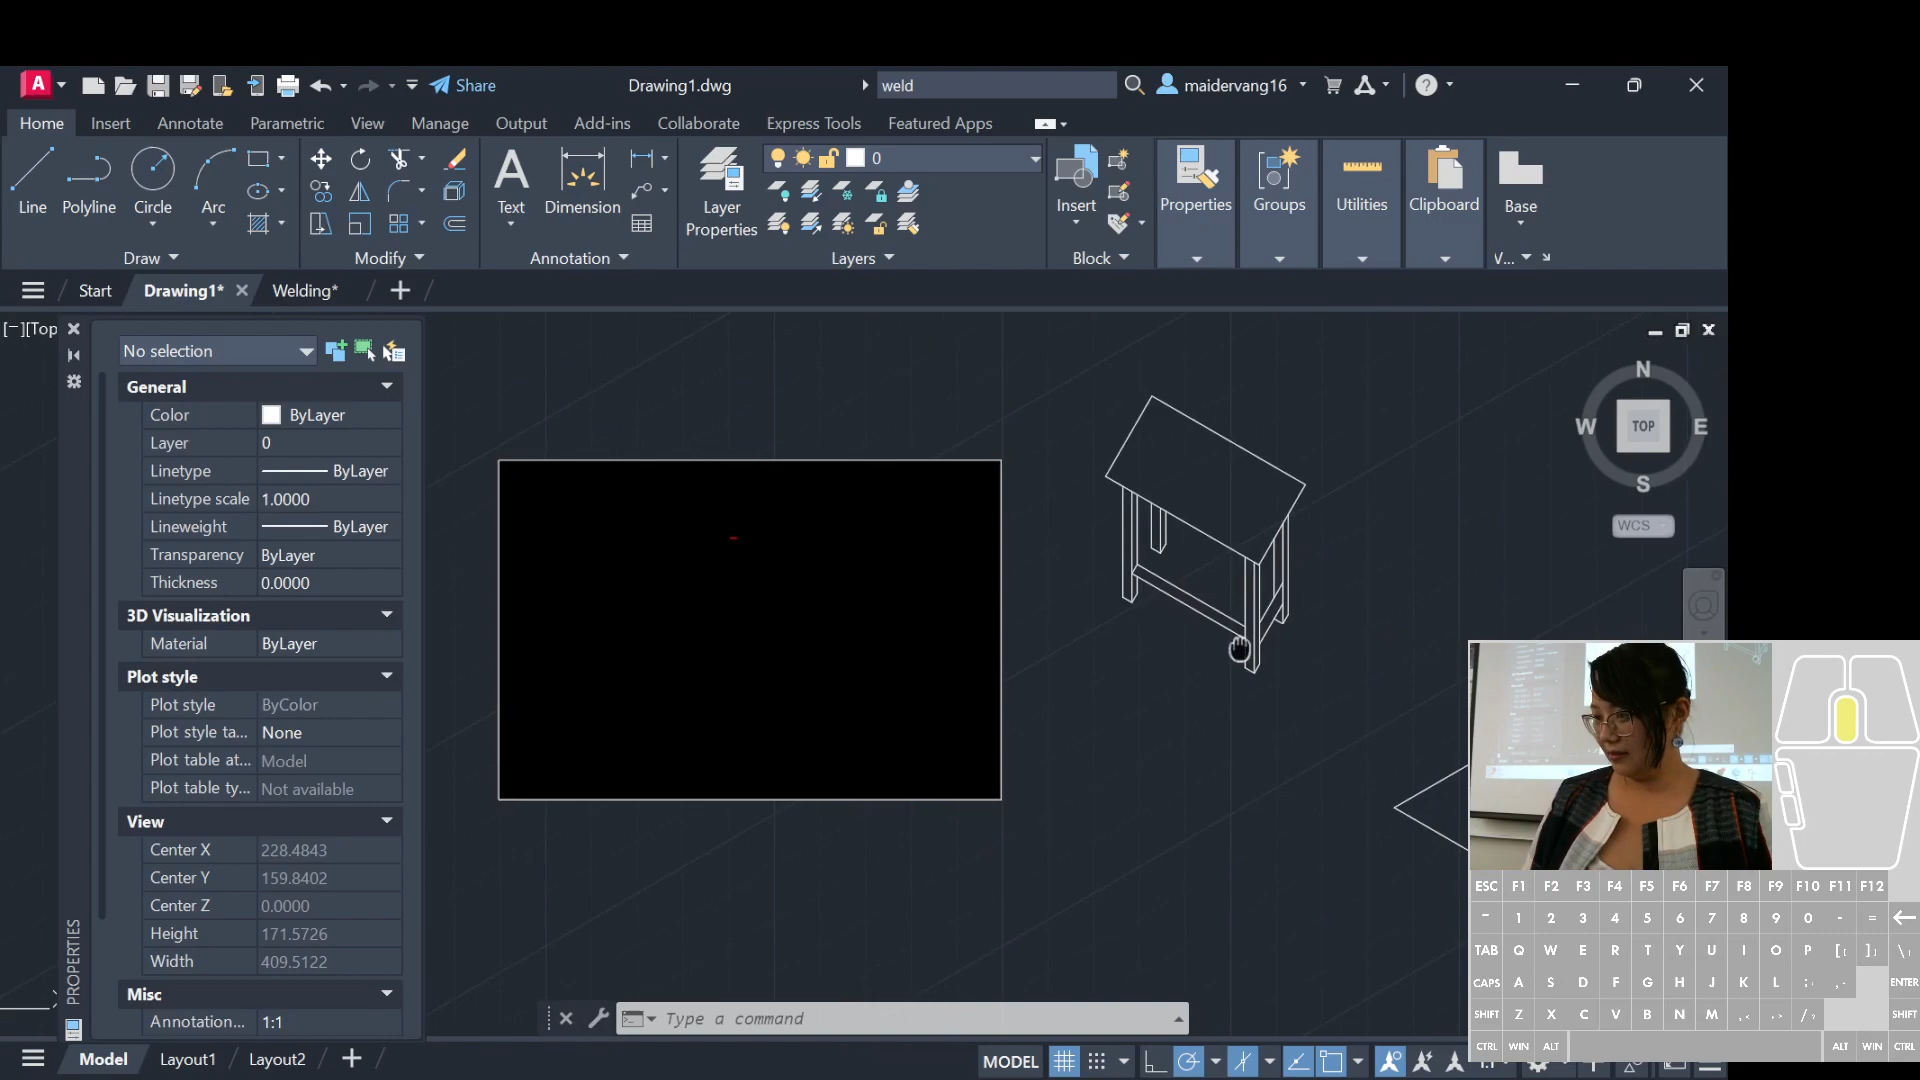 A Share Drawing1.dwg weld maidervang16
Home Insert Annotate Parametric View Manage Output Add-ins Collaborate Express Tools Featured Apps
Line Polyline Circle Arc Text Dimension Layer Properties 0 Insert Properties Groups Utilities Clipboard Base
Draw Modify Annotation Layers Block V...
Start Drawing1* Welding*
[−][Top
No selection
General
Color ByLayer
Layer 0
Linetype ByLayer
Linetype scale 1.0000
Lineweight ByLayer
Transparency ByLayer
Thickness 0.0000
3D Visualization
Material ByLayer
Plot style
Plot style ByColor
Plot style ta... None
Plot table at... Model
Plot table ty... Not available
View
Center X 228.4843
Center Y 159.8402
Center Z 0.0000
Height 171.5726
Width 409.5122
Misc
Annotation... 1:1
PROPERTIES
N
W TOP E
S
WCS
Type a command
Model Layout1 Layout2 MODEL
ESC F1 F2 F3 F4 F5 F6 F7 F8 F9 F10 F11 F12
~ 1 2 3 4 5 6 7 8 9 0 - =
TAB Q W E R T Y U I O P [{ ]} \
CAPS A S D F G H J K L ENTER
SHIFT Z X C V B N M SHIFT
CTRL WIN ALT ALT WIN CTRL